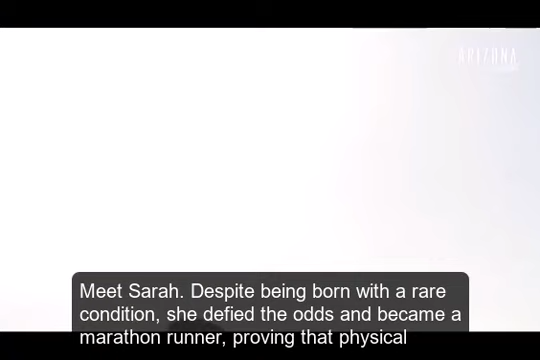 ARIZONA
Meet Sarah. Despite being born with a rare
condition, she defied the odds and became a
marathon runner, proving that physical